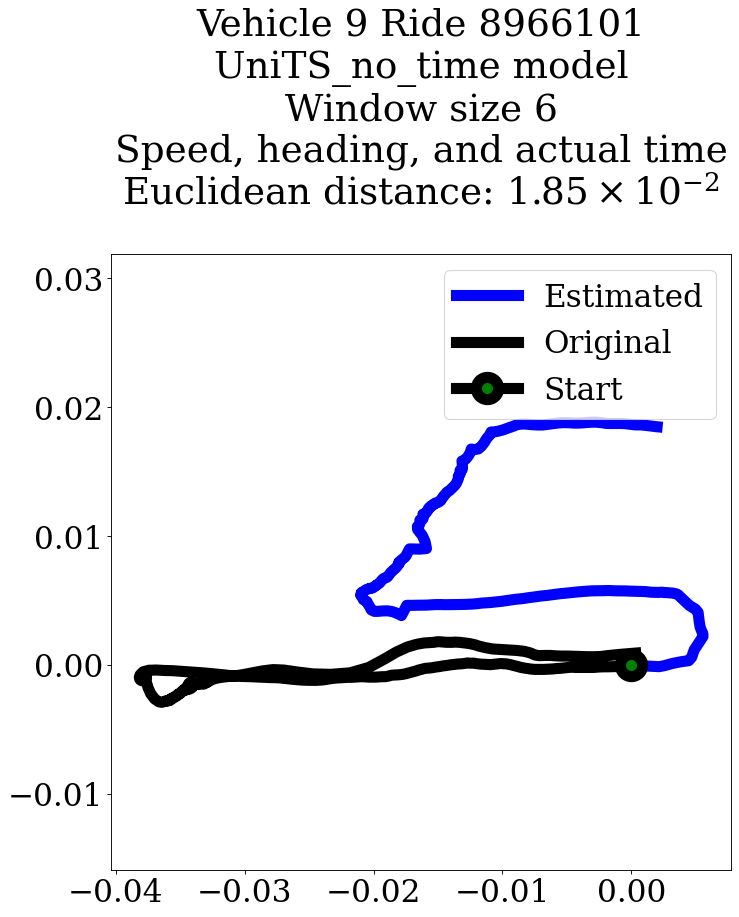 Vehicle 9 Ride 8966101
UniTS_no_time model
Window size 6
Speed, heading, and actual time
Euclidean distance: 1.85 × 10⁻²
Estimated
Original
Start
0.03
0.02
0.01
0.00
−0.01
−0.04 −0.03 −0.02 −0.01 0.00